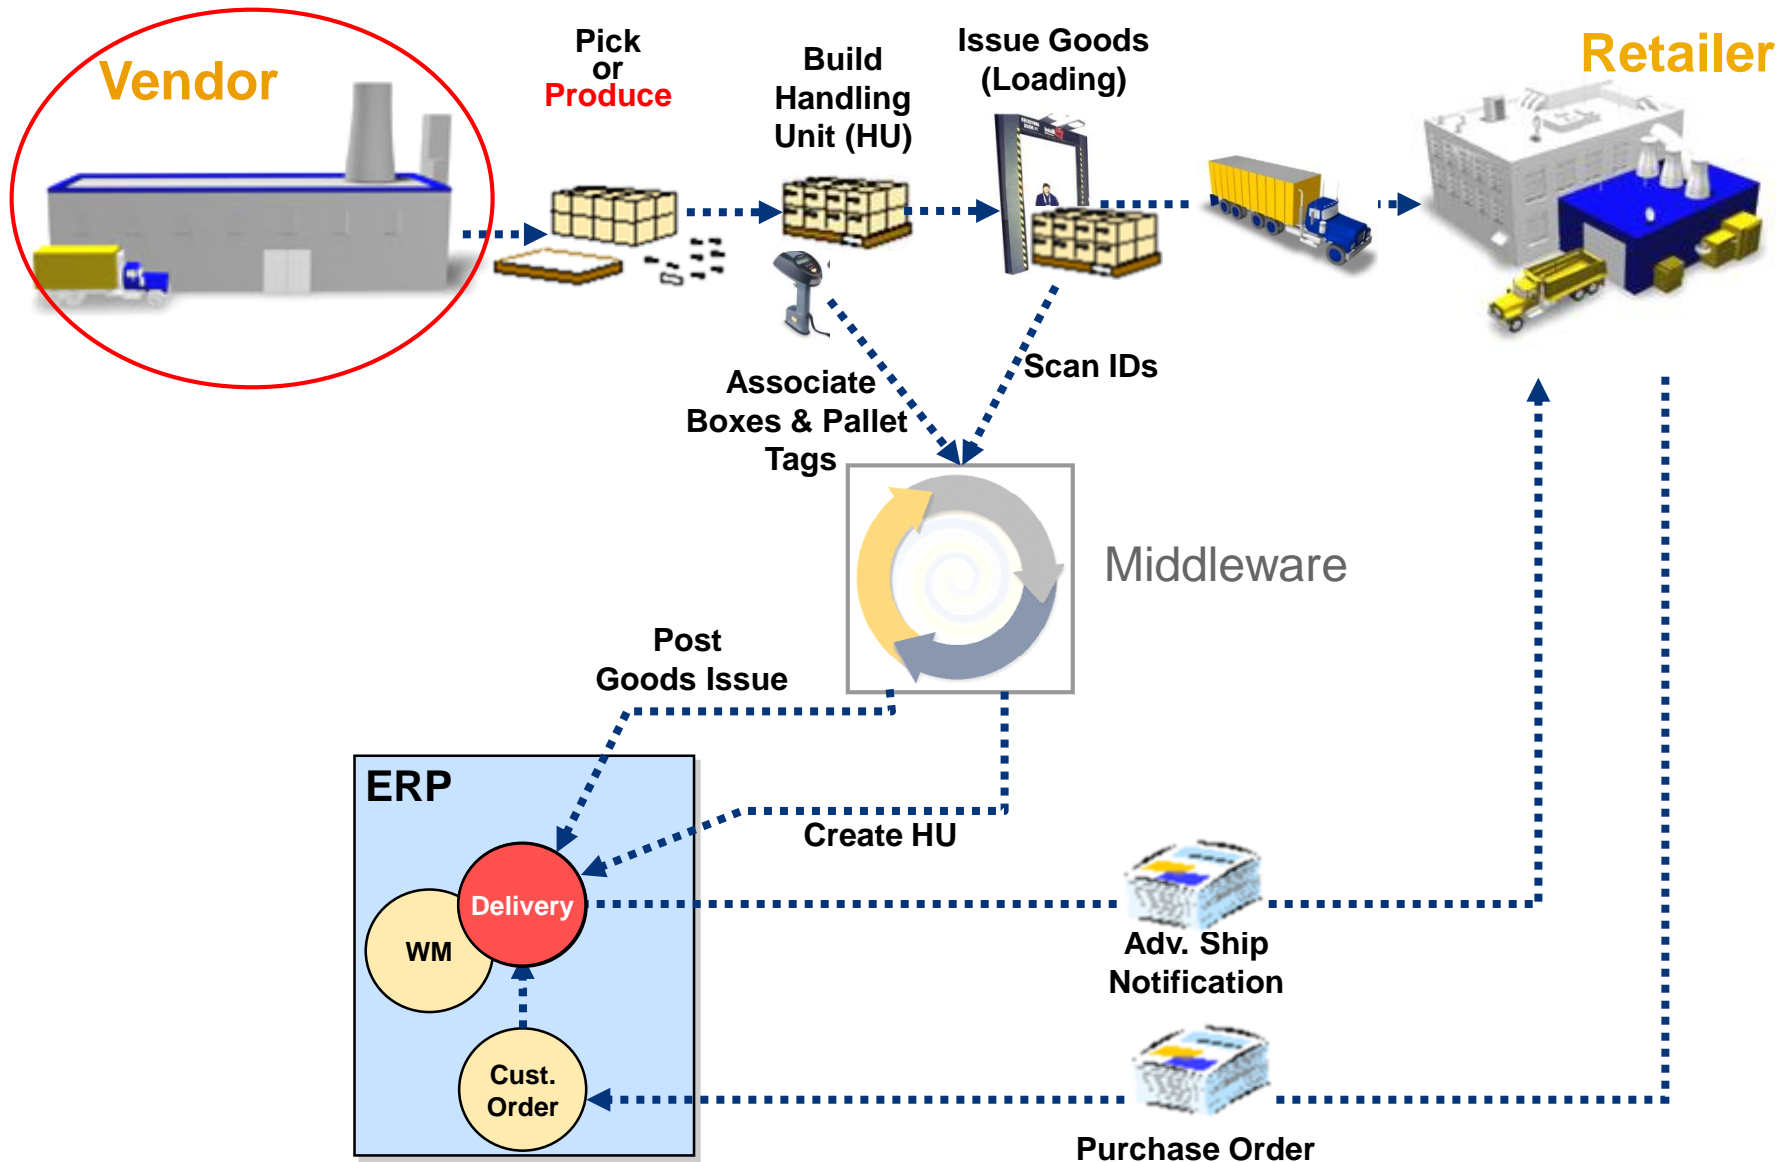 Vendor
Pick
or
Produce
Build
Handling
Unit (HU)
Issue Goods
(Loading)
Retailer
Associate
Boxes & Pallet
Tags
Scan IDs
Middleware
Post
Goods Issue
ERP
Create HU
Delivery
WM
Adv. Ship
Notification
Cust.
Order
Purchase Order